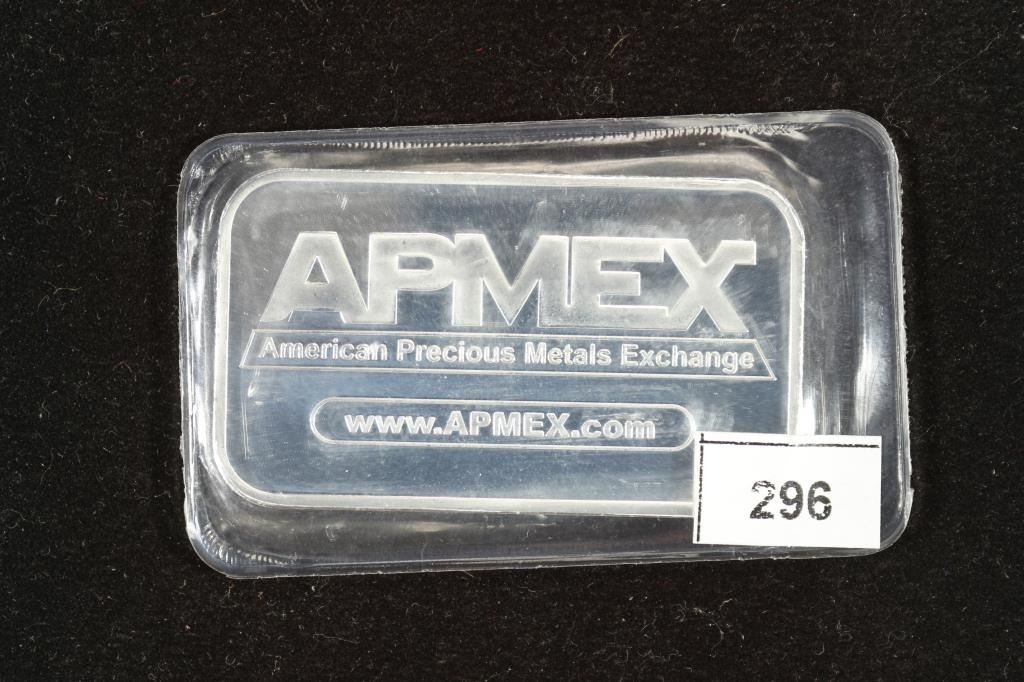 APMEX
American Precious Metals Exchange
www.APMEX.com
296